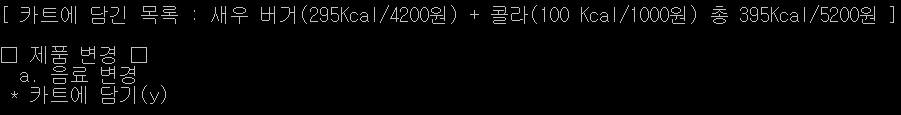 [ 카트에 담긴 목록 : 새우 버거(295Kcal/4200원) + 콜라(100 Kcal/1000원) 총 395Kcal/5200원 ]
□ 제품 변경 □
a. 음료 변경
* 카트에 담기(y)